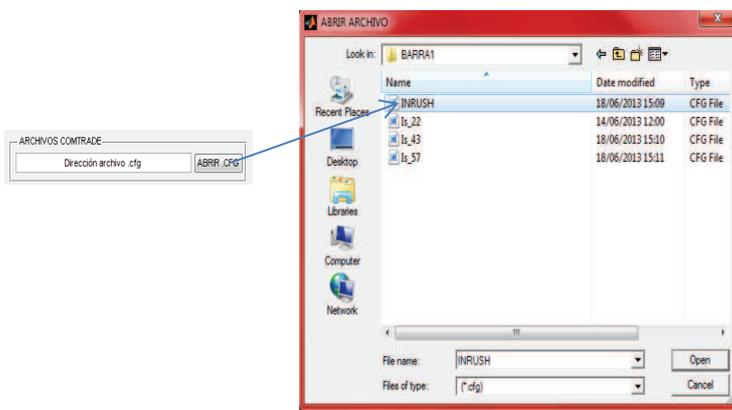 ARCHIVOS COMTRADE
Dirección archivo .cfg
ABRIR .CFG
ABRIR ARCHIVO
Look in:
BARRA1
Name Date modified Type
INRUSH 18/06/2013 15:09 CFG File
Is_22 14/06/2013 12:00 CFG File
Is_43 18/06/2013 15:10 CFG File
Is_57 18/06/2013 15:11 CFG File
Recent Places
Desktop
Libraries
Computer
Network
File name: INRUSH Open
Files of type: (*.cfg) Cancel